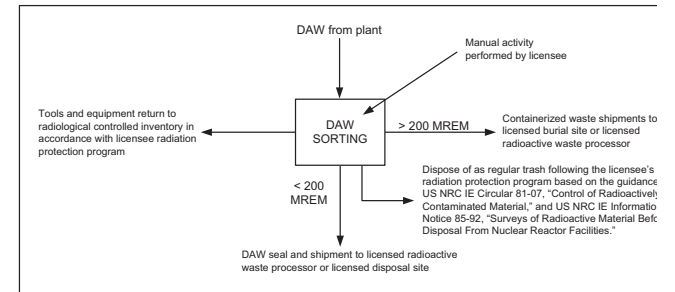 DAW from plant
Manual activity
performed by licensee
Tools and equipment return to
radiological controlled inventory in
accordance with licensee radiation
protection program
DAW
SORTING
> 200 MREM
Containerized waste shipments to
licensed burial site or licensed
radioactive waste processor
< 200
MREM
Dispose of as regular trash following the licensee's
radiation protection program based on the guidance
US NRC IE Circular 81-07, “Control of Radioactively
Contaminated Material,” and US NRC IE Informatio
Notice 85-92, “Surveys of Radioactive Material Befo
Disposal From Nuclear Reactor Facilities.”
DAW seal and shipment to licensed radioactive
waste processor or licensed disposal site